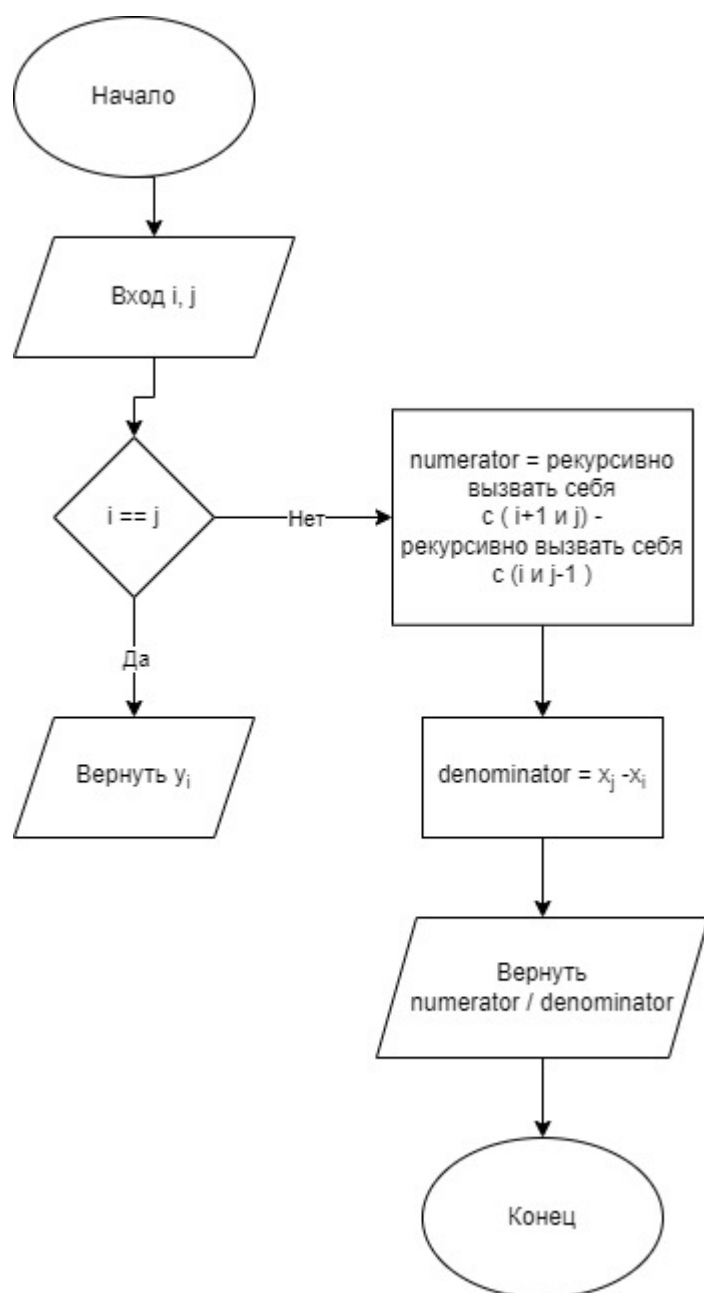 Начало
Вход i, j
i == j
Нет
numerator = рекурсивно
вызвать себя
с ( i+1 и j) -
рекурсивно вызвать себя
с (i и j-1 )
Да
Вернуть yi
denominator = xj -xi
Вернуть
numerator / denominator
Конец